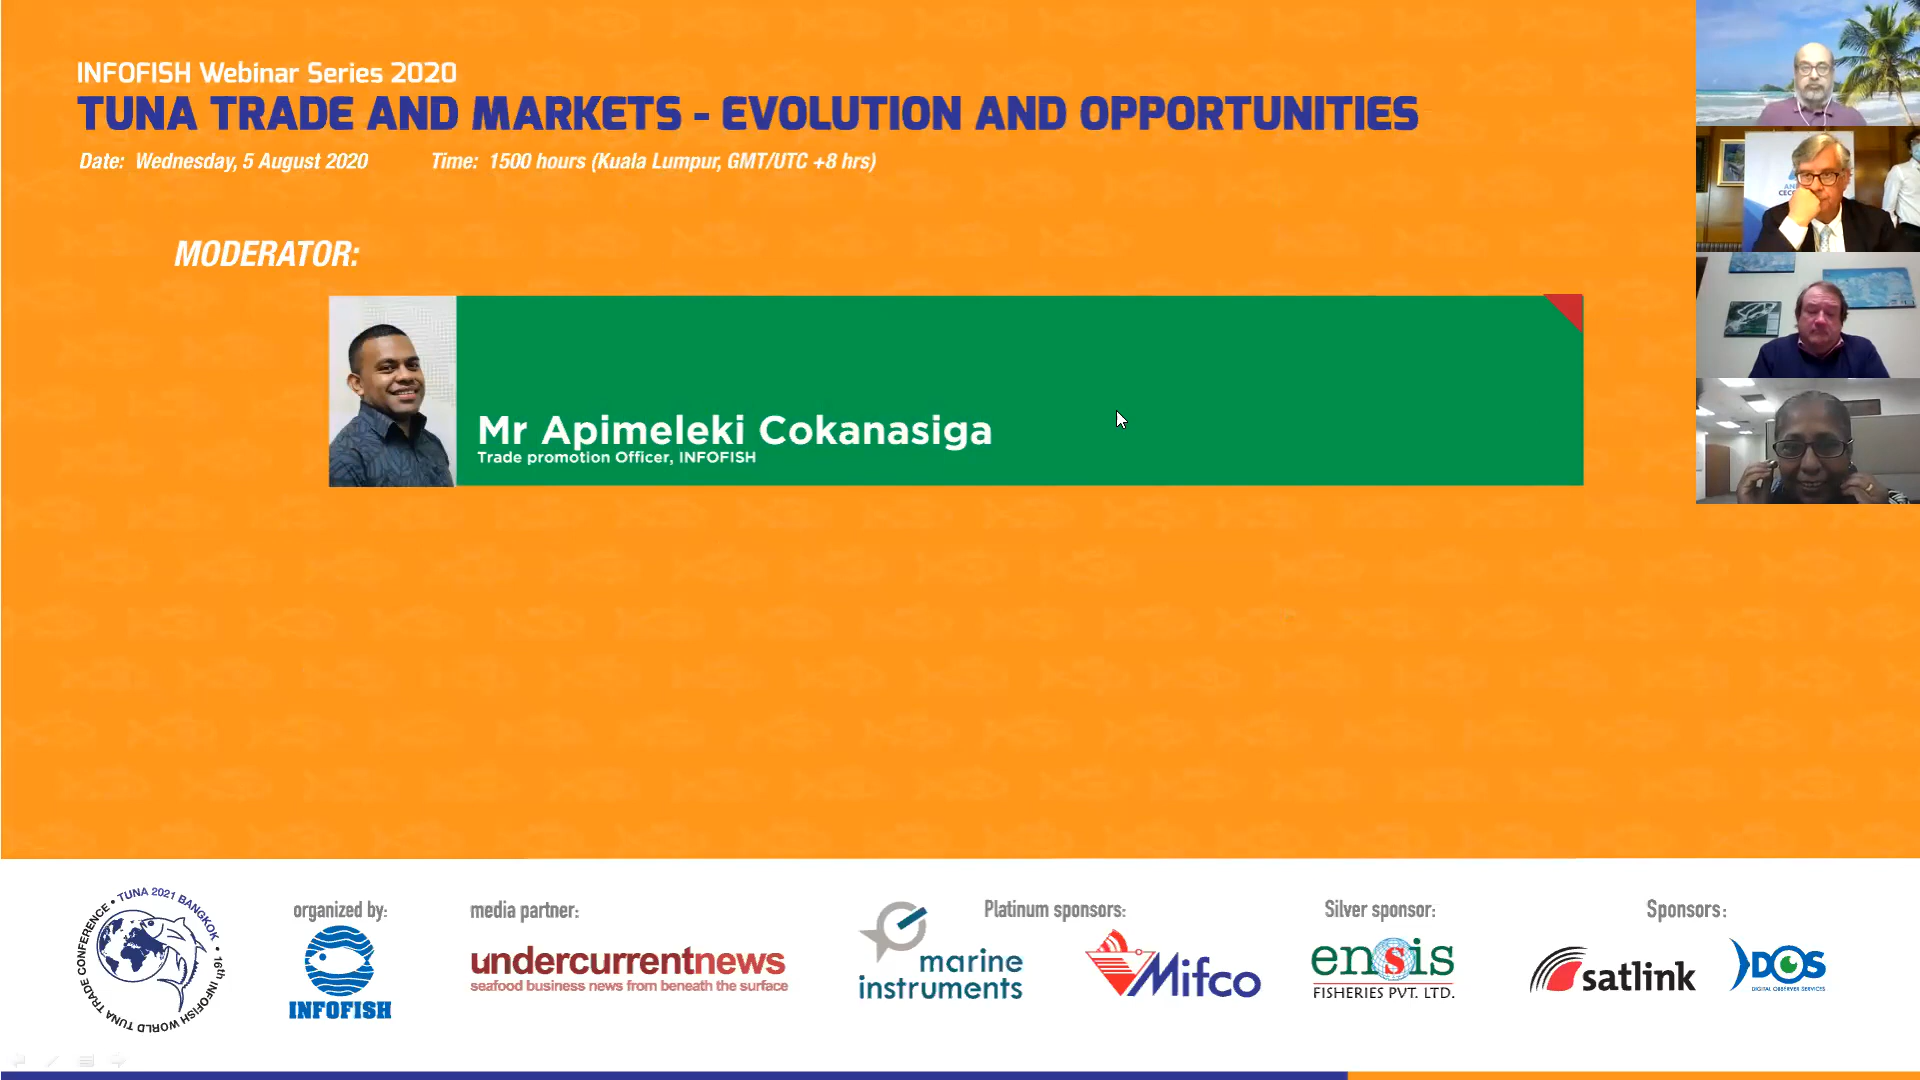 INFOFISH Webinar Series 2020
TUNA TRADE AND MARKETS - EVOLUTION AND OPPORTUNITIES
Date: Wednesday, 5 August 2020 Time: 1500 hours (Kuala Lumpur, GMT/UTC +8 hrs)
MODERATOR:
Mr Apimeleki Cokanasiga
Trade promotion Officer, INFOFISH
• TUNA 2021 BANGKOK • 16th INFOFISH WORLD TUNA TRADE CONFERENCE
organized by:
INFOFISH
media partner:
undercurrentnews
seafood business news from beneath the surface
Platinum sponsors:
marine
instruments
Mifco
Silver sponsor:
ensis
FISHERIES PVT. LTD.
Sponsors:
satlink
DOS
DIGITAL OBSERVER SERVICES